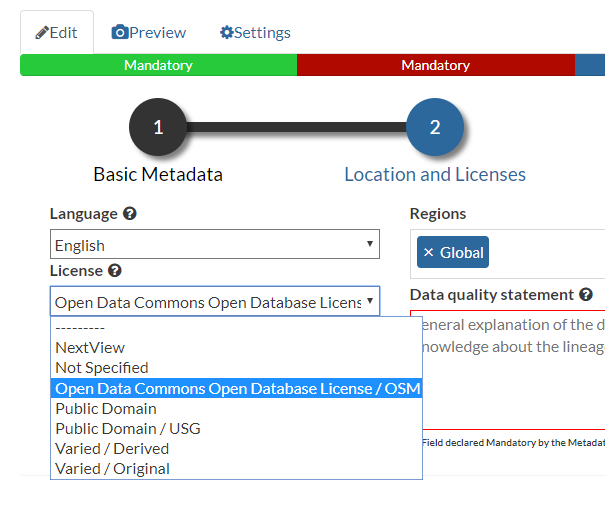 Edit Preview Settings
Mandatory Mandatory
1 2
Basic Metadata Location and Licenses
Language
English
License
Open Data Commons Open Database Licens
---------
NextView
Not Specified
Open Data Commons Open Database License / OSM
Public Domain
Public Domain / USG
Varied / Derived
Varied / Original
Regions
× Global
Data quality statement
eneral explanation of the d
nowledge about the lineag
Field declared Mandatory by the Metadat